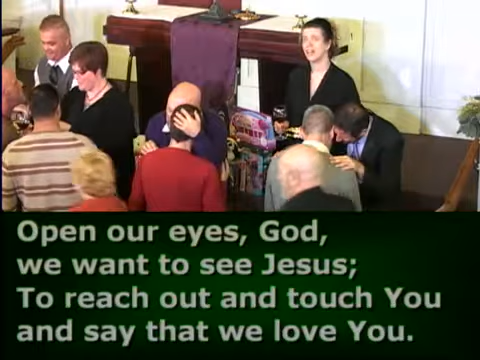 Open our eyes, God,
we want to see Jesus;
To reach out and touch You
and say that we love You.